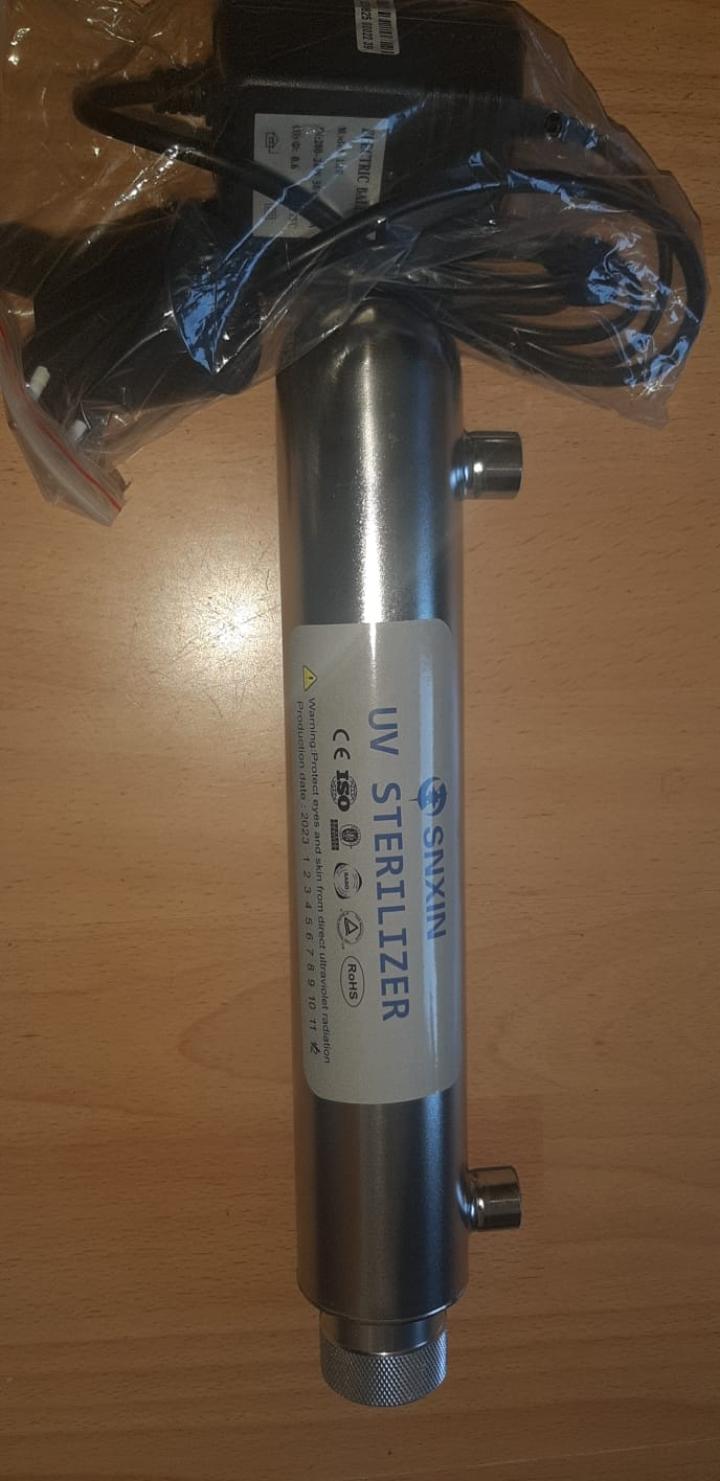 SNXIN
UV STERILIZER
CE ISO RoHS
Warning:Protect eyes and skin from direct ultraviolet radiation
Production date : 2023 1 2 3 4 5 6 7 8 9 10 11 12